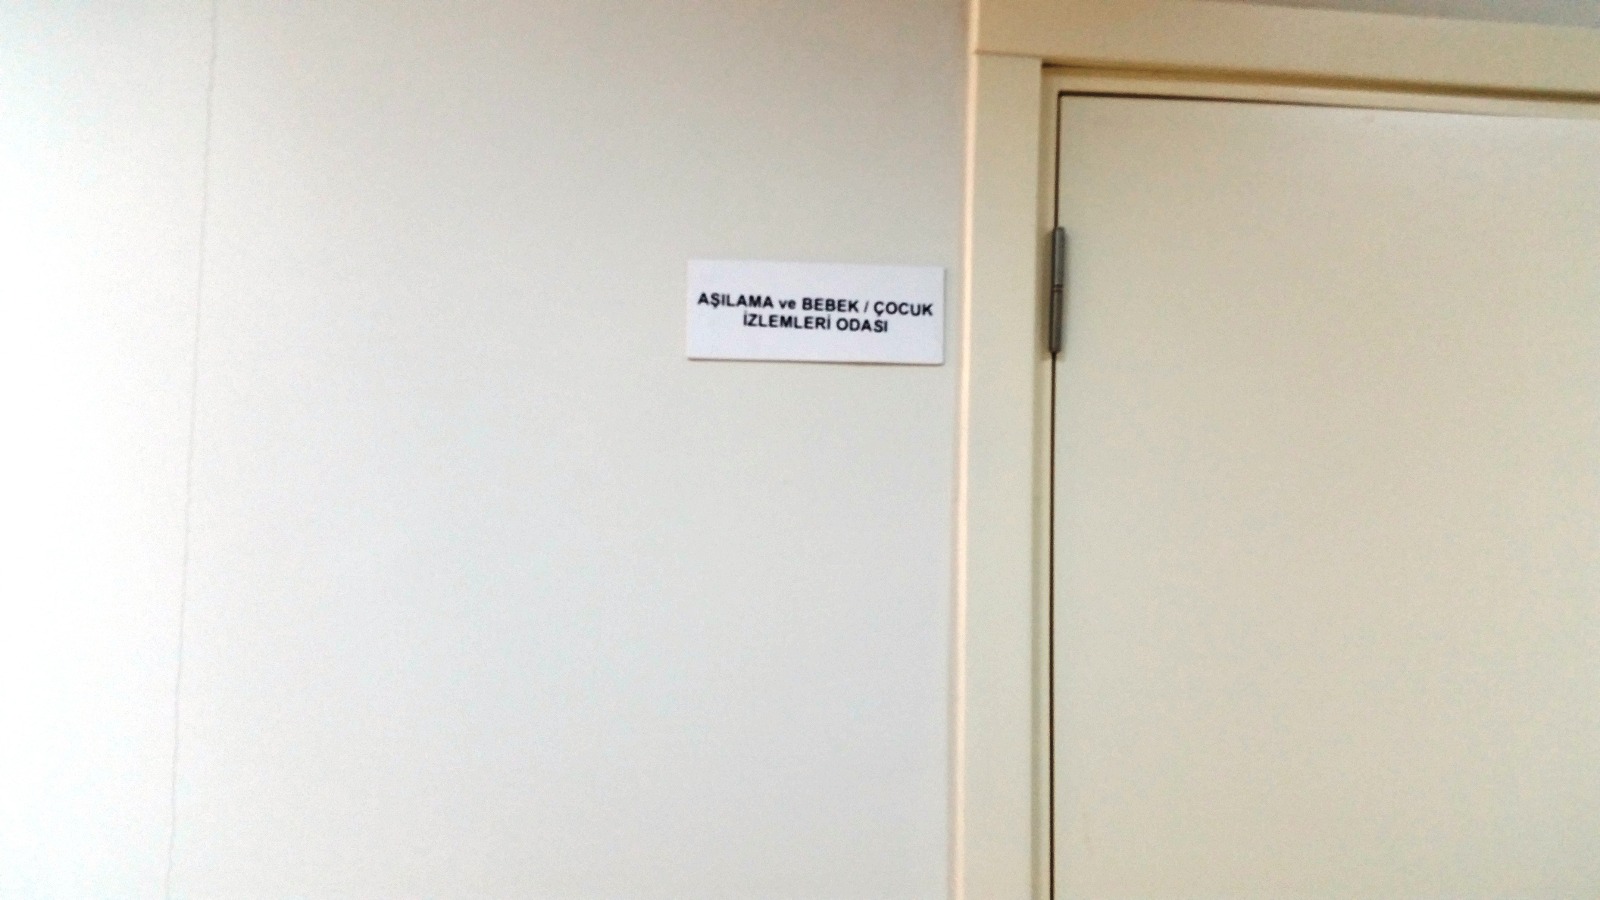 AŞILAMA ve BEBEK / ÇOCUK
İZLEMLERİ ODASI